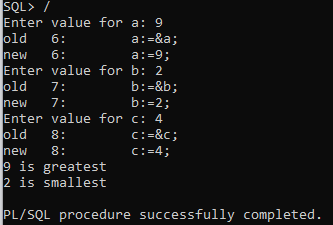 SQL> /
Enter value for a: 9
old   6:         a:=&a;
new   6:         a:=9;
Enter value for b: 2
old   7:         b:=&b;
new   7:         b:=2;
Enter value for c: 4
old   8:         c:=&c;
new   8:         c:=4;
9 is greatest
2 is smallest

PL/SQL procedure successfully completed.